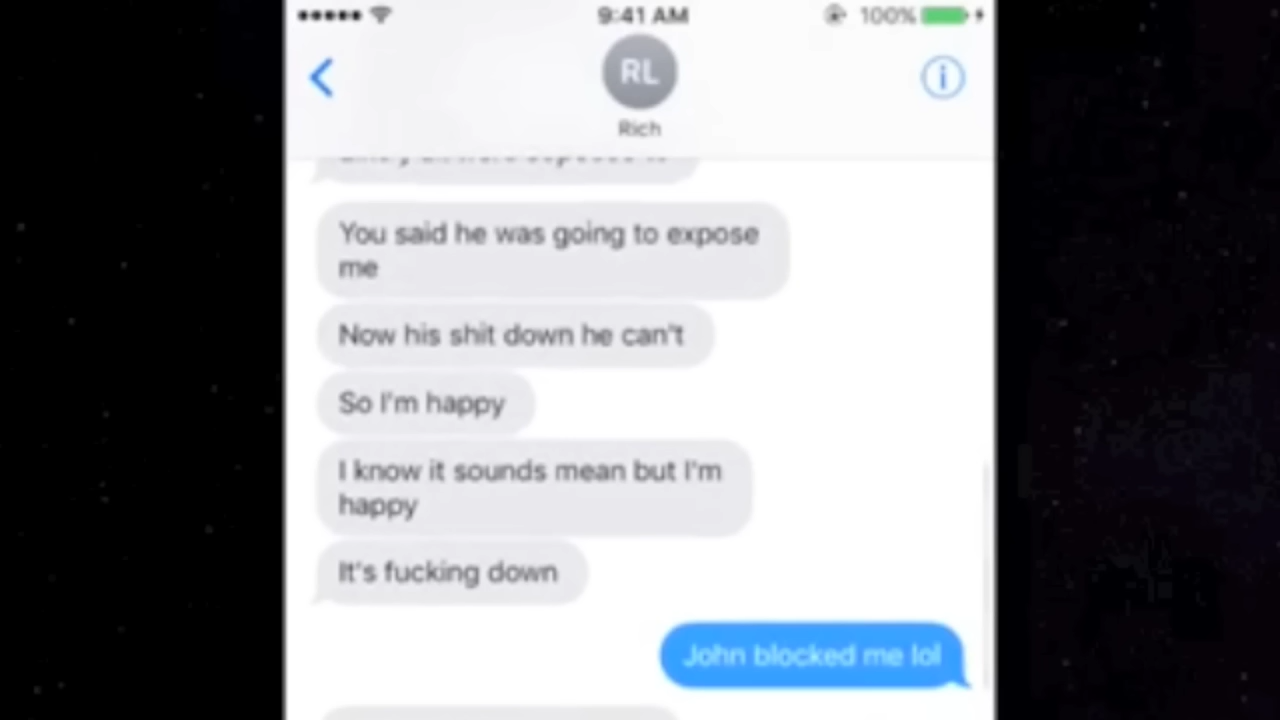 9:41 AM
100%
RL
Rich
You said he was going to expose
me
Now his shit down he can't
So I'm happy
I know it sounds mean but I'm
happy
It's fucking down
John blocked me lol